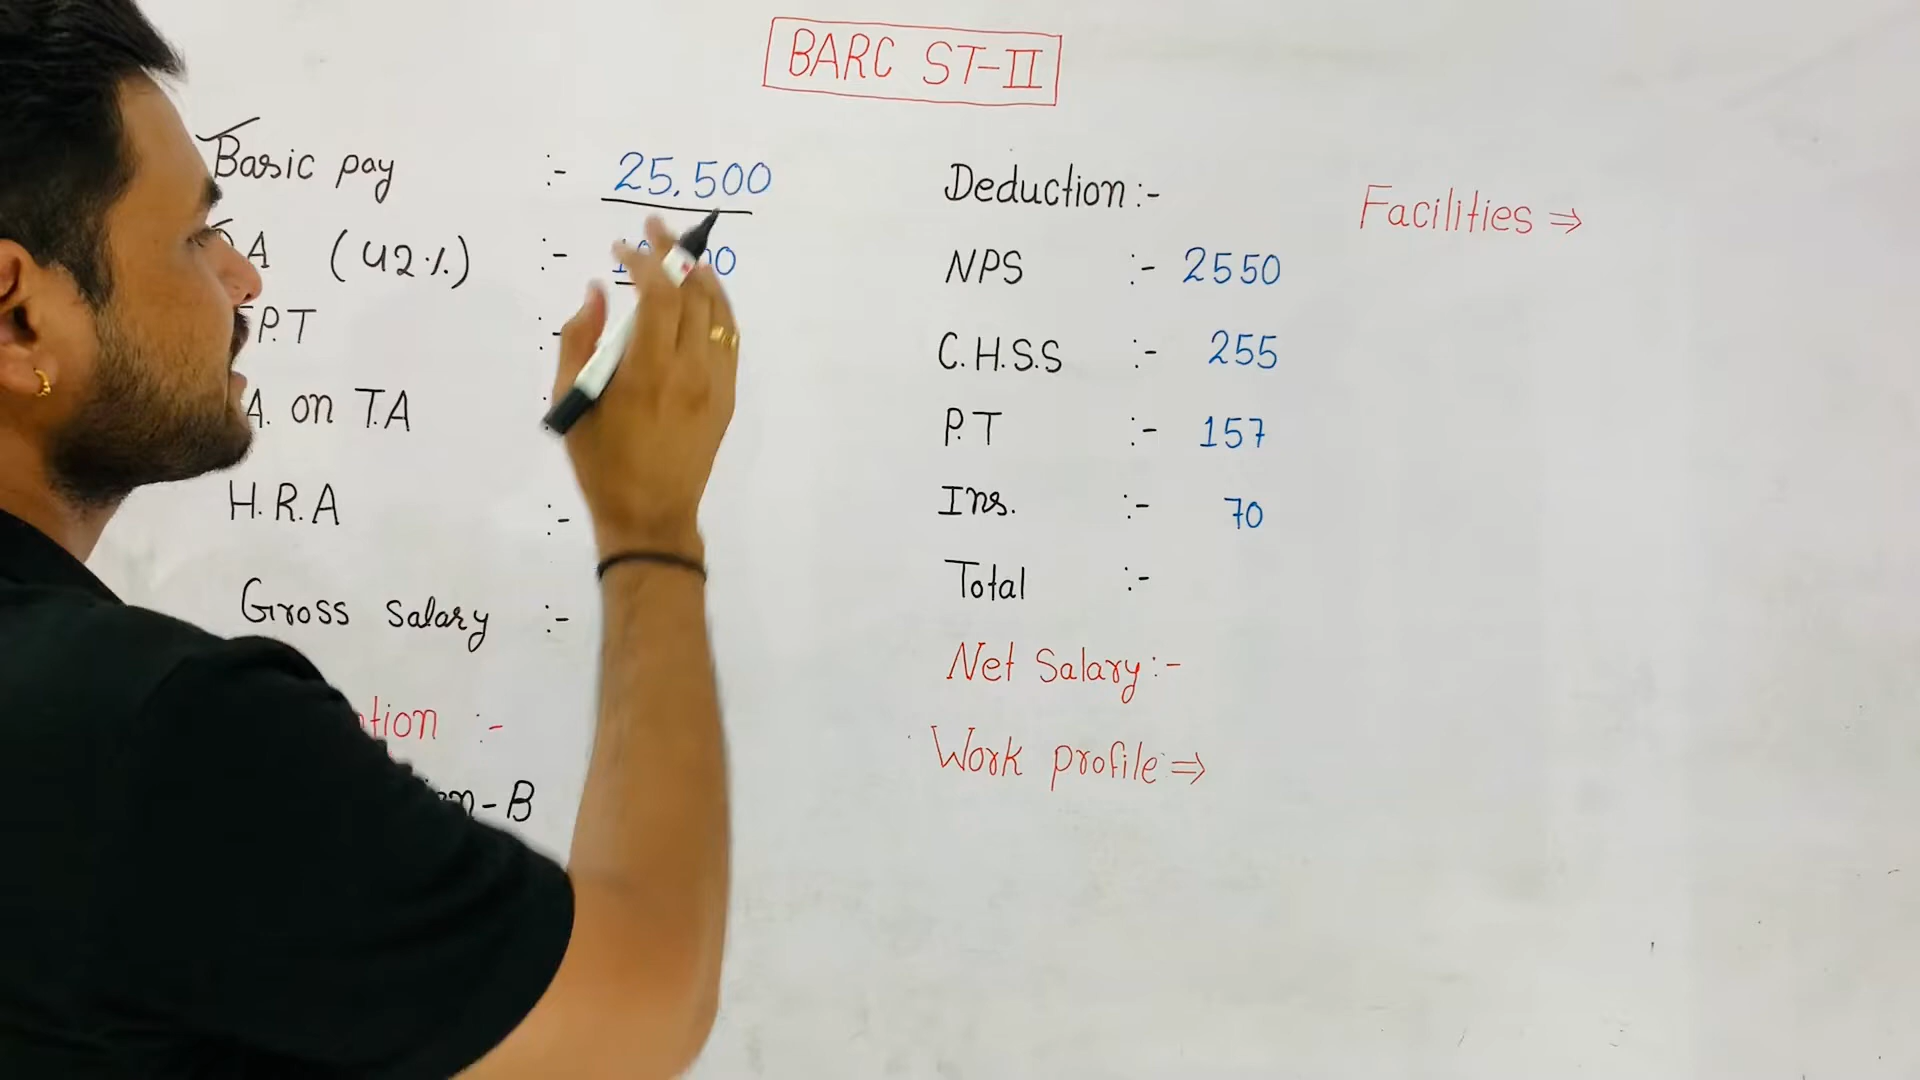 BARC ST-II
Basic pay :- 25,500
A (42%) :-
P.T :-
A. on T.A
H.R.A :-
Gross Salary :-
:-
-B
Deduction :-
NPS :- 2550
C.H.S.S :- 255
P.T :- 157
Ins. :- 70
Total :-
Net Salary :-
Work profile ⇒
Facilities ⇒